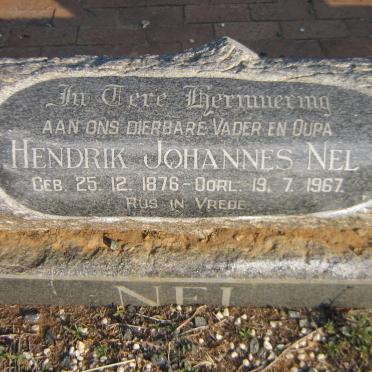 In Tere Herinnering
AAN ONS DIERBARE VADER EN OUPA
HENDRIK JOHANNES NEL
GEB. 25. 12. 1876 - OORL. 19. 7. 1967.
RUS IN VREDE
NEL